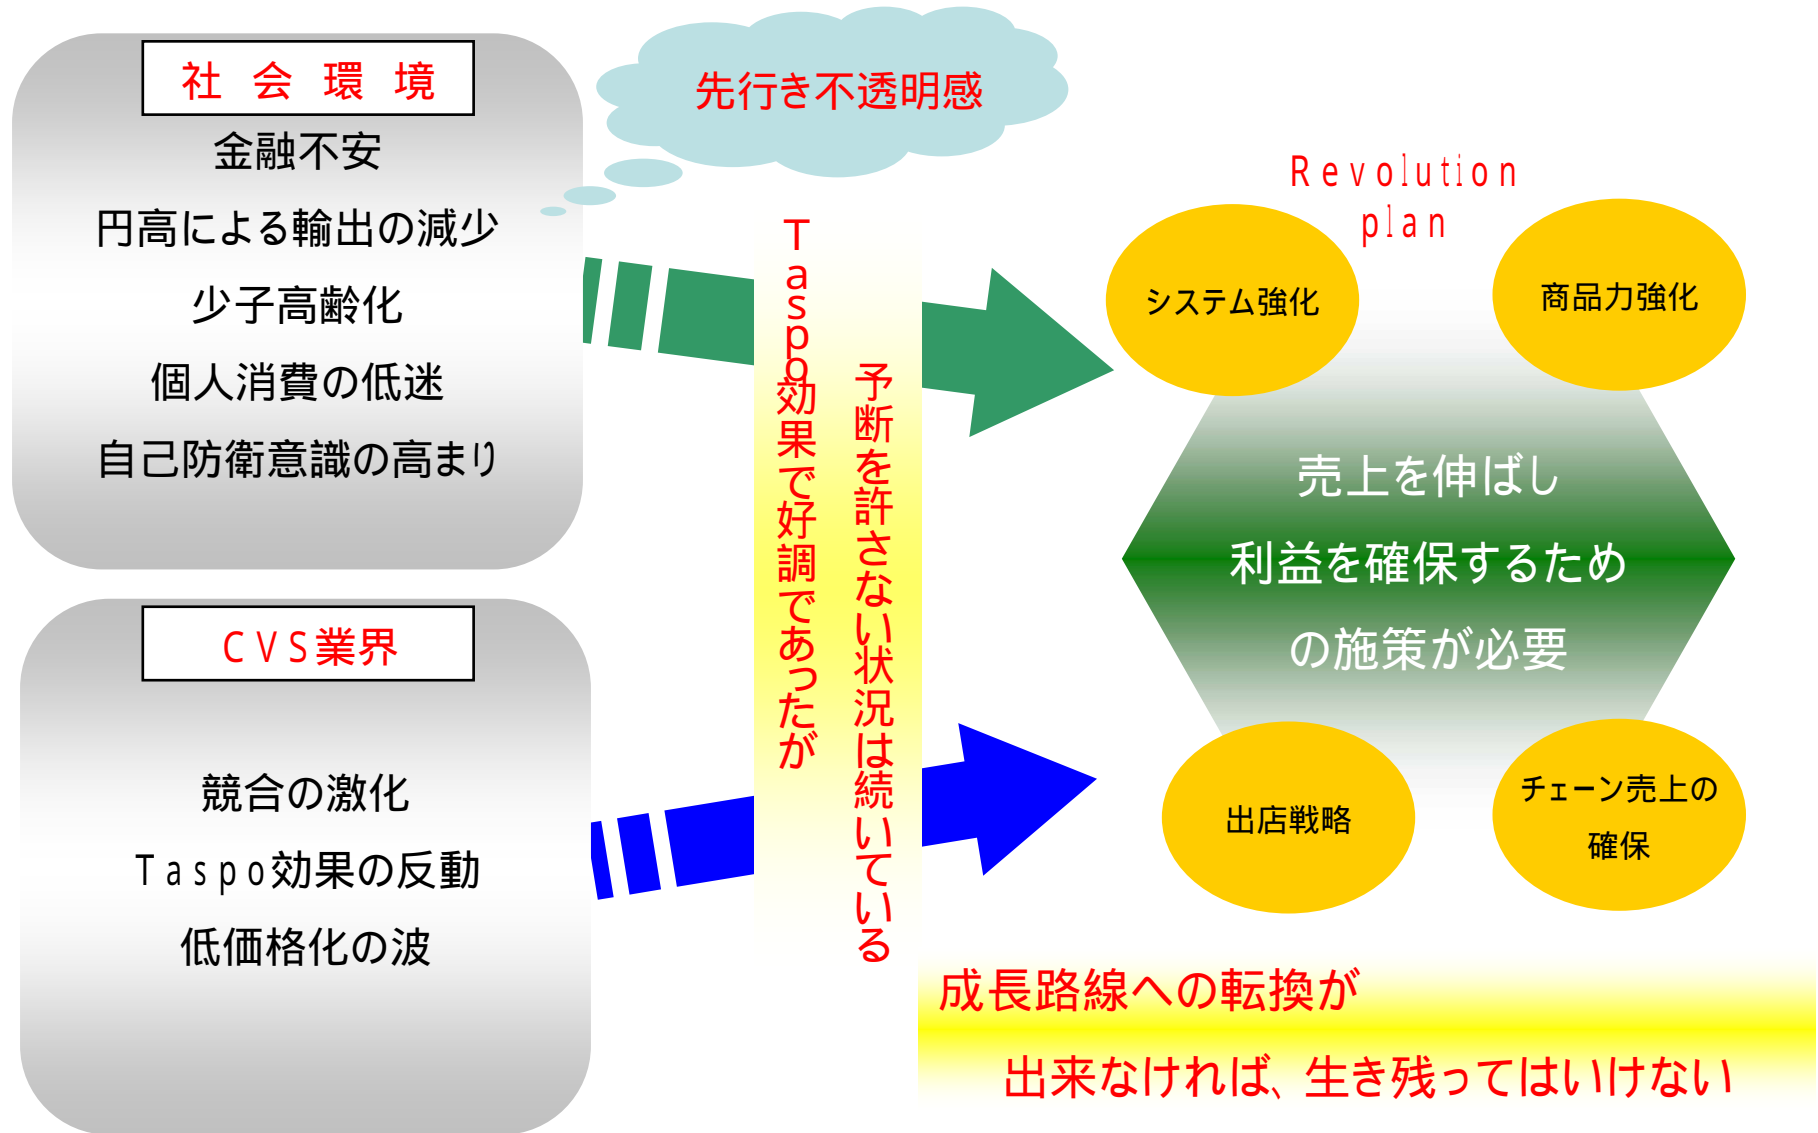 社会環境
金融不安
円高による輸出の減少
少子高齢化
個人消費の低迷
自己防衛意識の高まり
先行き不透明感
CVS業界
競合の激化
Taspo効果の反動
低価格化の波
Taspo効果で好調であったが
予断を許さない状況は続いている
Revolution
plan
システム強化
商品力強化
売上を伸ばし
利益を確保するため
の施策が必要
出店戦略
チェーン売上の
確保
成長路線への転換が
出来なければ、生き残ってはいけない